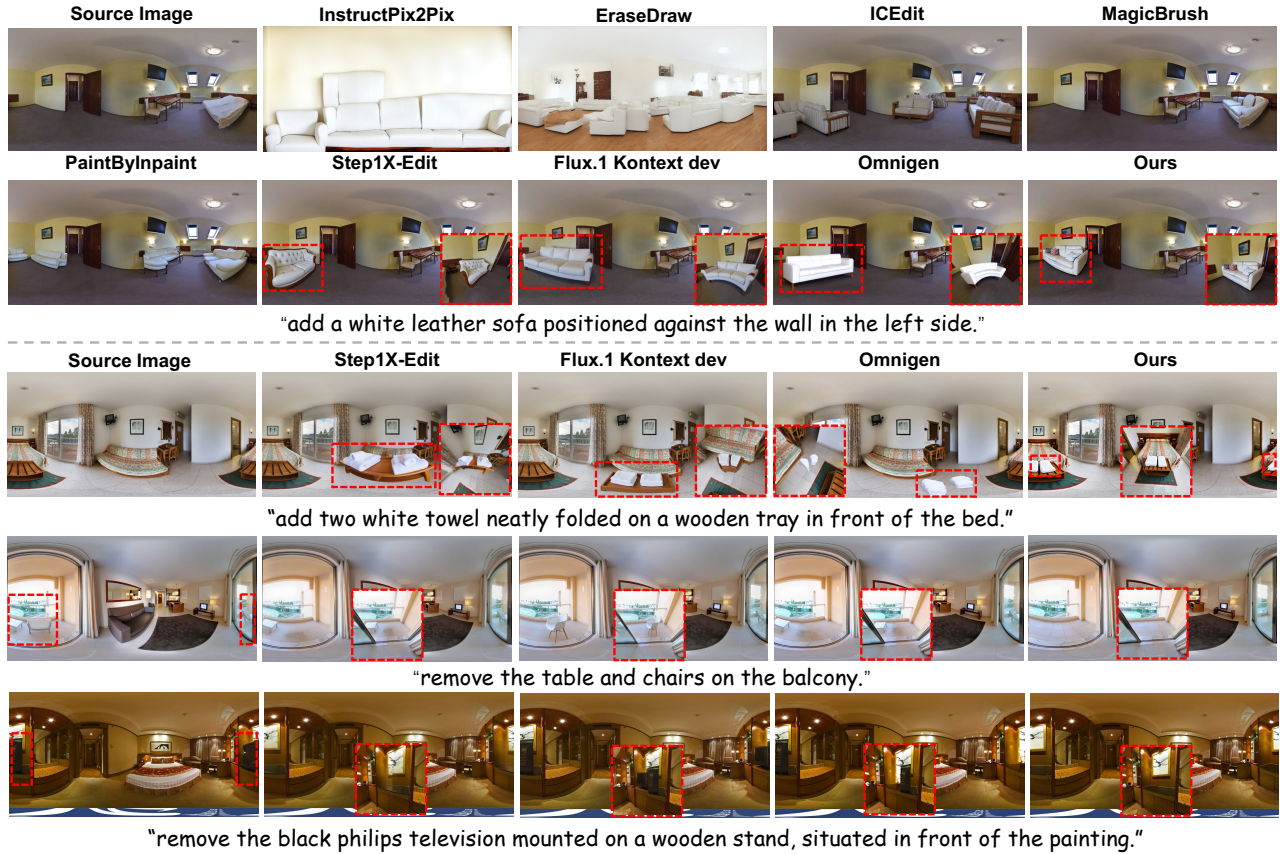 Source Image InstructPix2Pix EraseDraw ICEdit MagicBrush
PaintByInpaint Step1X-Edit Flux.1 Kontext dev Omnigen Ours
"add a white leather sofa positioned against the wall in the left side."
Source Image Step1X-Edit Flux.1 Kontext dev Omnigen Ours
"add two white towel neatly folded on a wooden tray in front of the bed."
"remove the table and chairs on the balcony."
"remove the black philips television mounted on a wooden stand, situated in front of the painting."